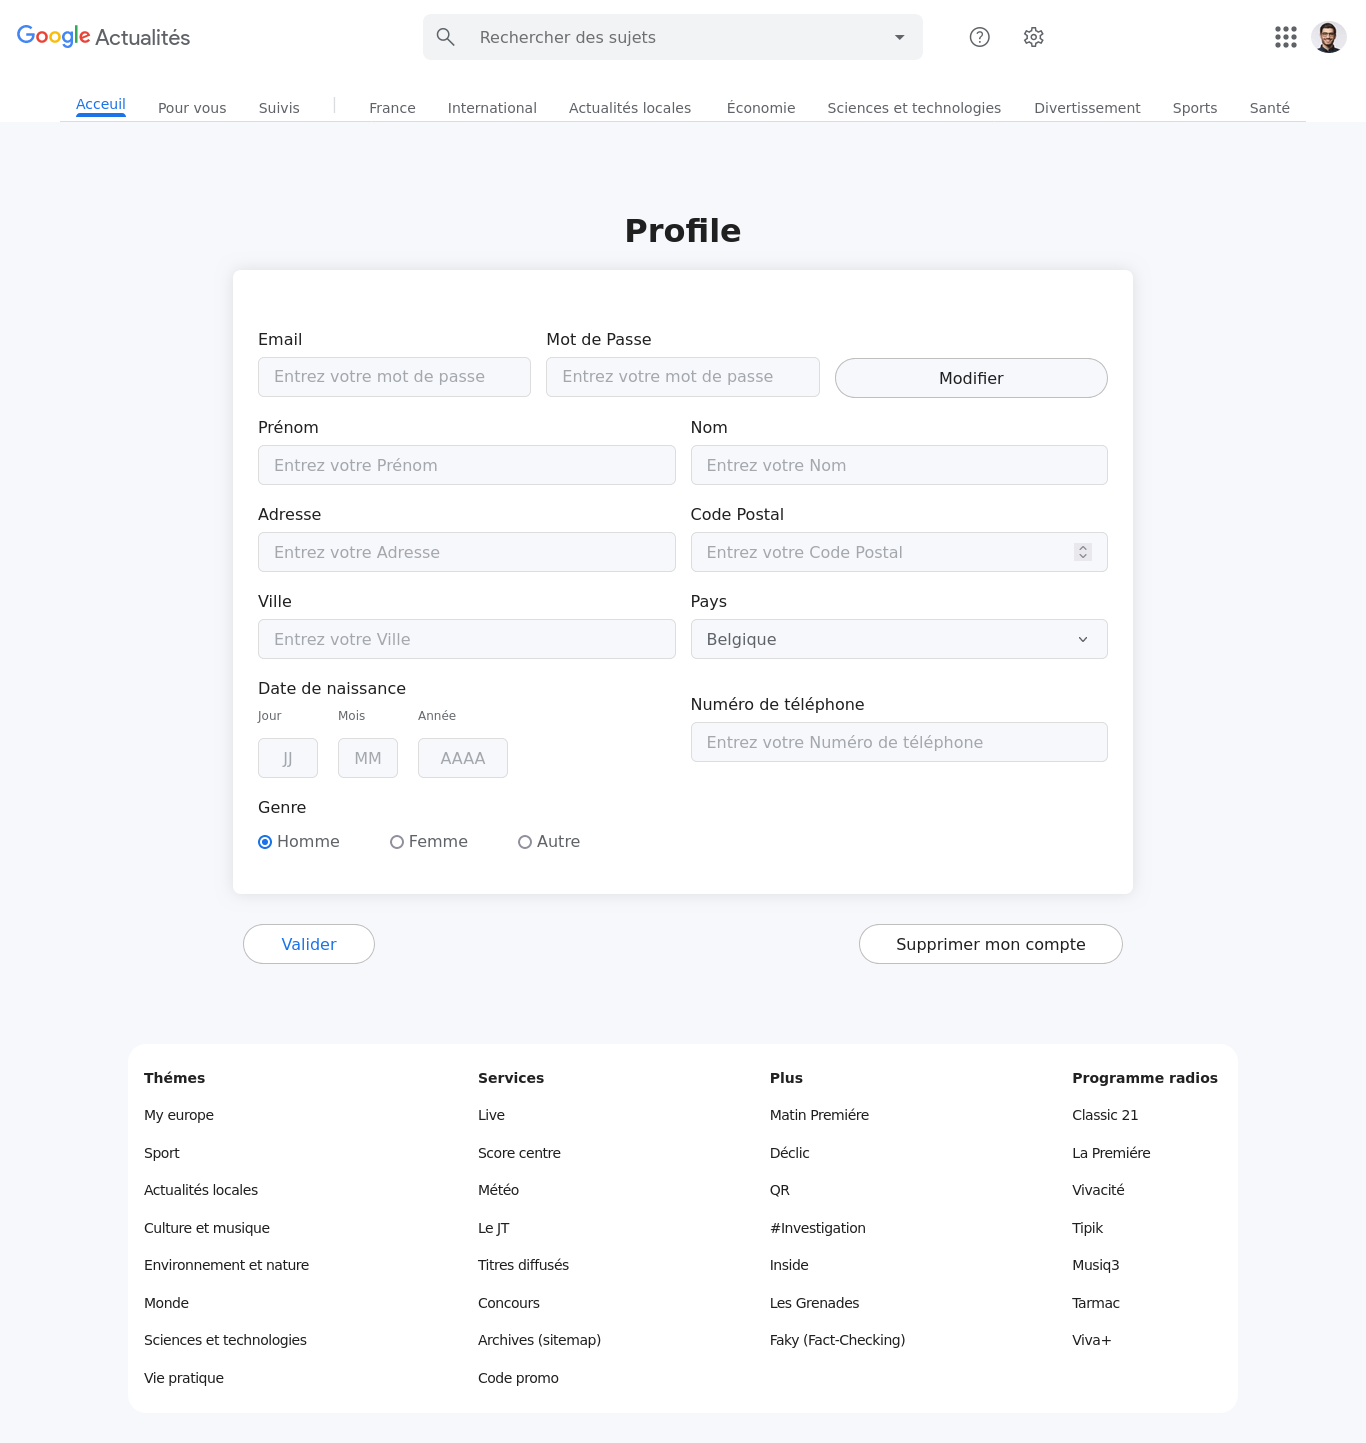 Google Actualités
Rechercher des sujets
Acceuil Pour vous Suivis France International Actualités locales Économie Sciences et technologies Divertissement Sports Santé
Profile
Email Mot de Passe
Entrez votre mot de passe Entrez votre mot de passe Modifier
Prénom Nom
Entrez votre Prénom Entrez votre Nom
Adresse Code Postal
Entrez votre Adresse Entrez votre Code Postal
Ville Pays
Entrez votre Ville Belgique
Date de naissance
Numéro de téléphone
Jour Mois Année
Entrez votre Numéro de téléphone
JJ MM AAAA
Genre
Homme Femme Autre
Valider Supprimer mon compte
Thémes Services Plus Programme radios
My europe Live Matin Premiére Classic 21
Sport Score centre Déclic La Premiére
Actualités locales Météo QR Vivacité
Culture et musique Le JT #Investigation Tipik
Environnement et nature Titres diffusés Inside Musiq3
Monde Concours Les Grenades Tarmac
Sciences et technologies Archives (sitemap) Faky (Fact-Checking) Viva+
Vie pratique Code promo